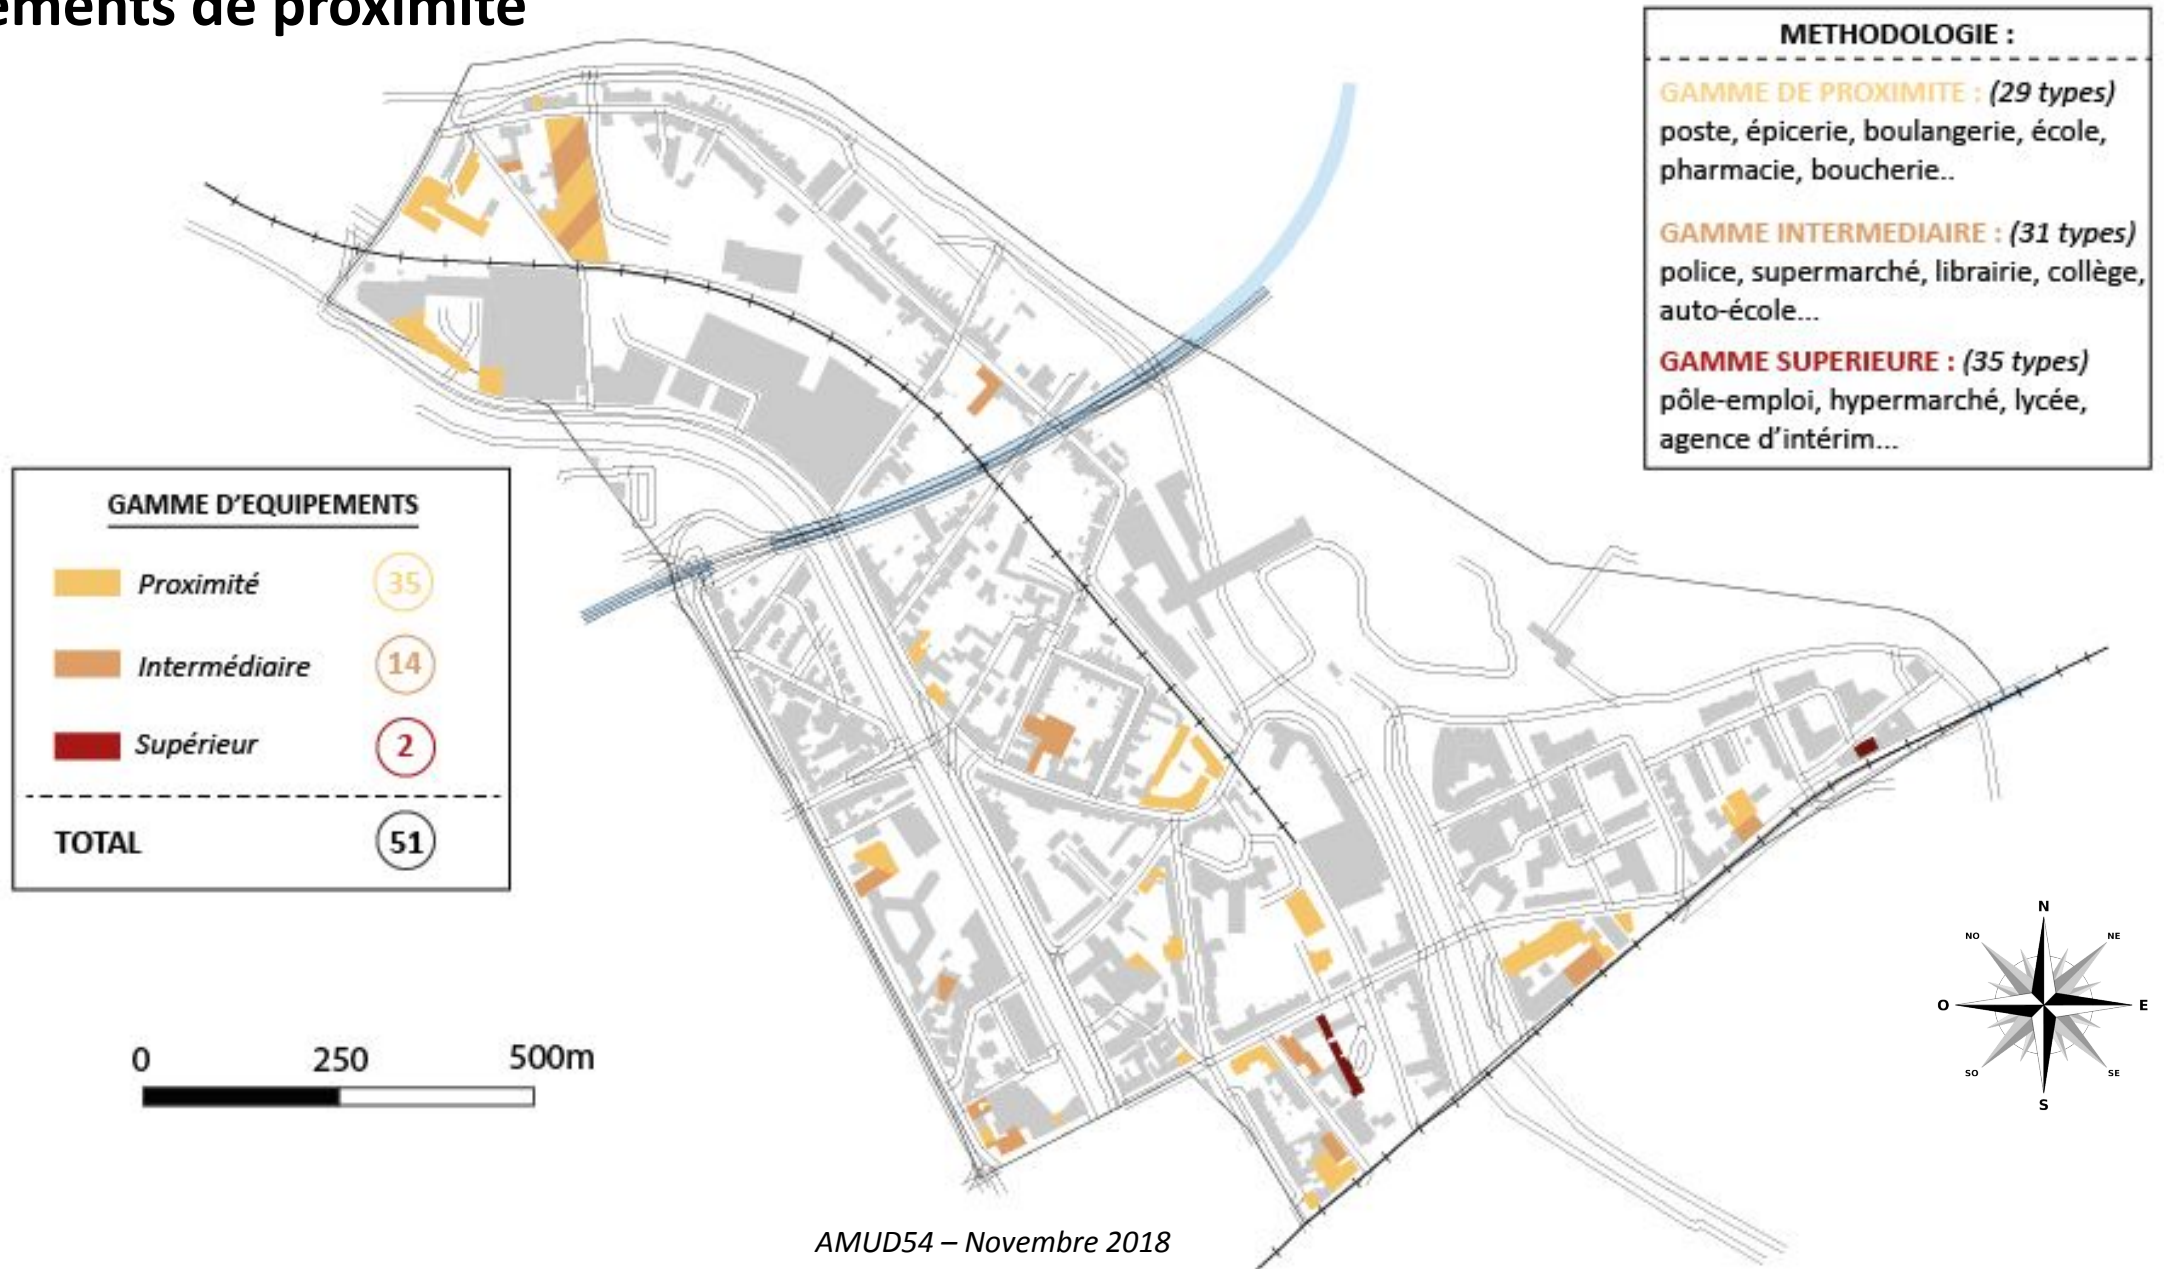 ements de proximité
METHODOLOGIE :
GAMME DE PROXIMITE : (29 types)
poste, épicerie, boulangerie, école,
pharmacie, boucherie..
GAMME INTERMEDIAIRE : (31 types)
police, supermarché, librairie, collège,
auto-école...
GAMME SUPERIEURE : (35 types)
pôle-emploi, hypermarché, lycée,
agence d'intérim...
GAMME D'EQUIPEMENTS
Proximité 35
Intermédiaire 14
Supérieur 2
TOTAL 51
0 250 500m
N
NO NE
O E
SO SE
S
AMUD54 – Novembre 2018